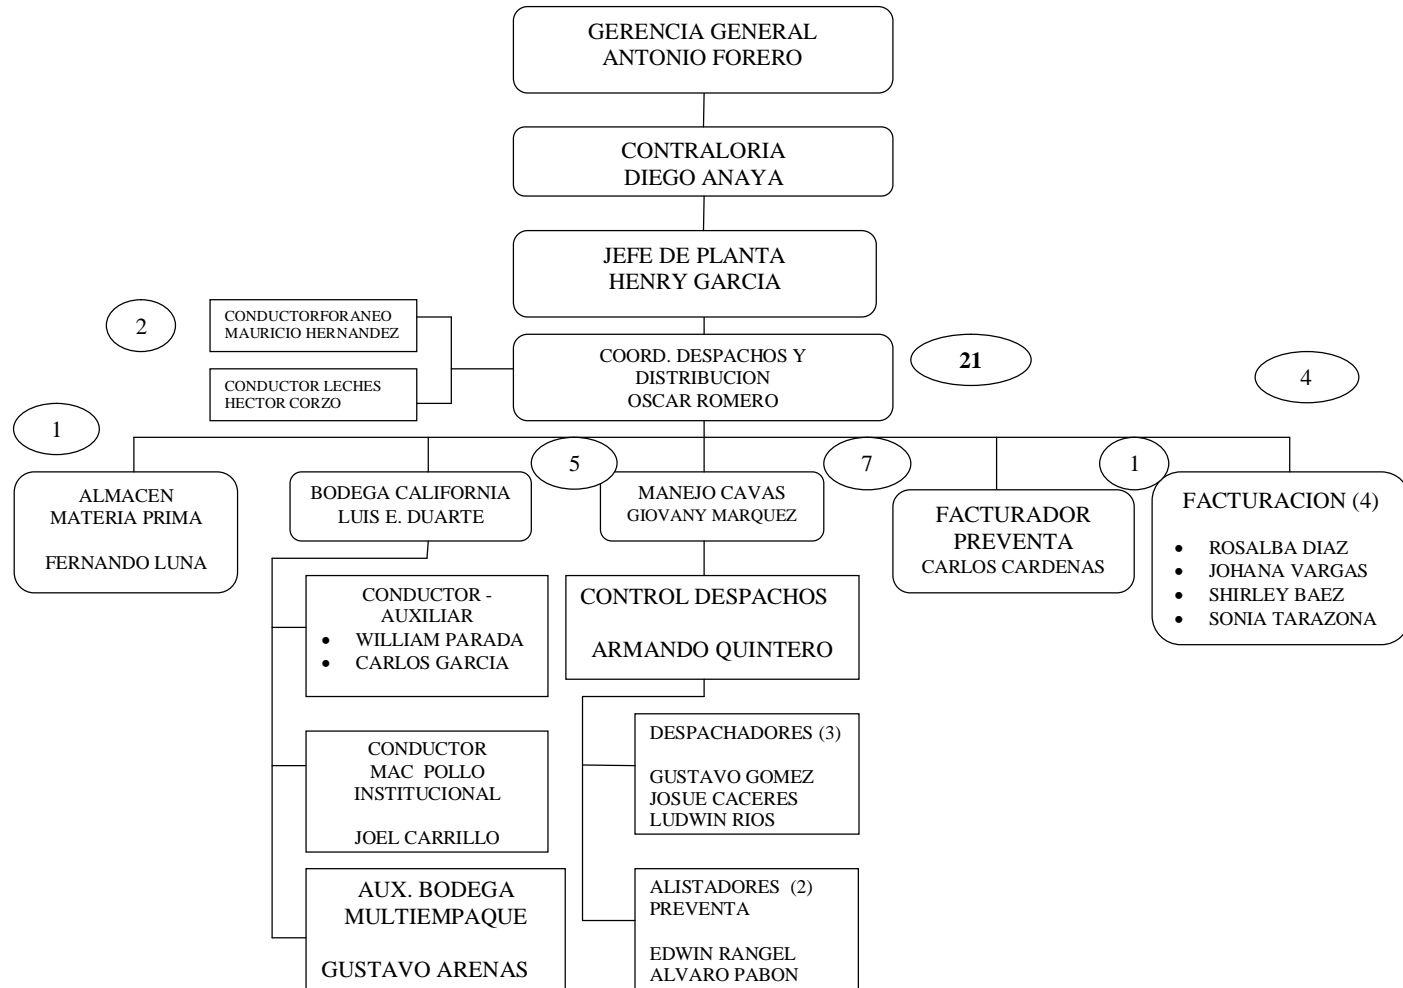 GERENCIA GENERAL
ANTONIO FORERO
CONTRALORIA
DIEGO ANAYA
JEFE DE PLANTA
HENRY GARCIA
2
CONDUCTORFORANEO
MAURICIO HERNANDEZ
CONDUCTOR LECHES
HECTOR CORZO
COORD. DESPACHOS Y
DISTRIBUCION
OSCAR ROMERO
21
4
1
5
7
1
ALMACEN
MATERIA PRIMA
FERNANDO LUNA
BODEGA CALIFORNIA
LUIS E. DUARTE
MANEJO CAVAS
GIOVANY MARQUEZ
FACTURADOR
PREVENTA
CARLOS CARDENAS
FACTURACION (4)
• ROSALBA DIAZ
• JOHANA VARGAS
• SHIRLEY BAEZ
• SONIA TARAZONA
CONDUCTOR -
AUXILIAR
• WILLIAM PARADA
• CARLOS GARCIA
CONTROL DESPACHOS
ARMANDO QUINTERO
CONDUCTOR
MAC POLLO
INSTITUCIONAL
JOEL CARRILLO
DESPACHADORES (3)
GUSTAVO GOMEZ
JOSUE CACERES
LUDWIN RIOS
AUX. BODEGA
MULTIEMPAQUE
GUSTAVO ARENAS
ALISTADORES (2)
PREVENTA
EDWIN RANGEL
ALVARO PABON